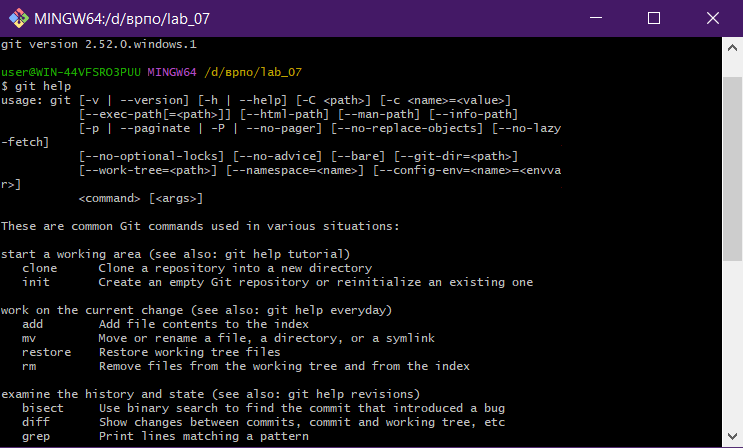 MINGW64:/d/врпо/lab_07
git version 2.52.0.windows.1
user@WIN-44VFSRO3PUU MINGW64 /d/врпо/lab_07
$ git help
usage: git [-v | --version] [-h | --help] [-C <path>] [-c <name>=<value>]
           [--exec-path[=<path>]] [--html-path] [--man-path] [--info-path]
           [-p | --paginate | -P | --no-pager] [--no-replace-objects] [--no-lazy
-fetch]
           [--no-optional-locks] [--no-advice] [--bare] [--git-dir=<path>]
           [--work-tree=<path>] [--namespace=<name>] [--config-env=<name>=<envva
r>]
           <command> [<args>]
These are common Git commands used in various situations:
start a working area (see also: git help tutorial)
   clone      Clone a repository into a new directory
   init       Create an empty Git repository or reinitialize an existing one
work on the current change (see also: git help everyday)
   add        Add file contents to the index
   mv         Move or rename a file, a directory, or a symlink
   restore    Restore working tree files
   rm         Remove files from the working tree and from the index
examine the history and state (see also: git help revisions)
   bisect     Use binary search to find the commit that introduced a bug
   diff       Show changes between commits, commit and working tree, etc
   grep       Print lines matching a pattern